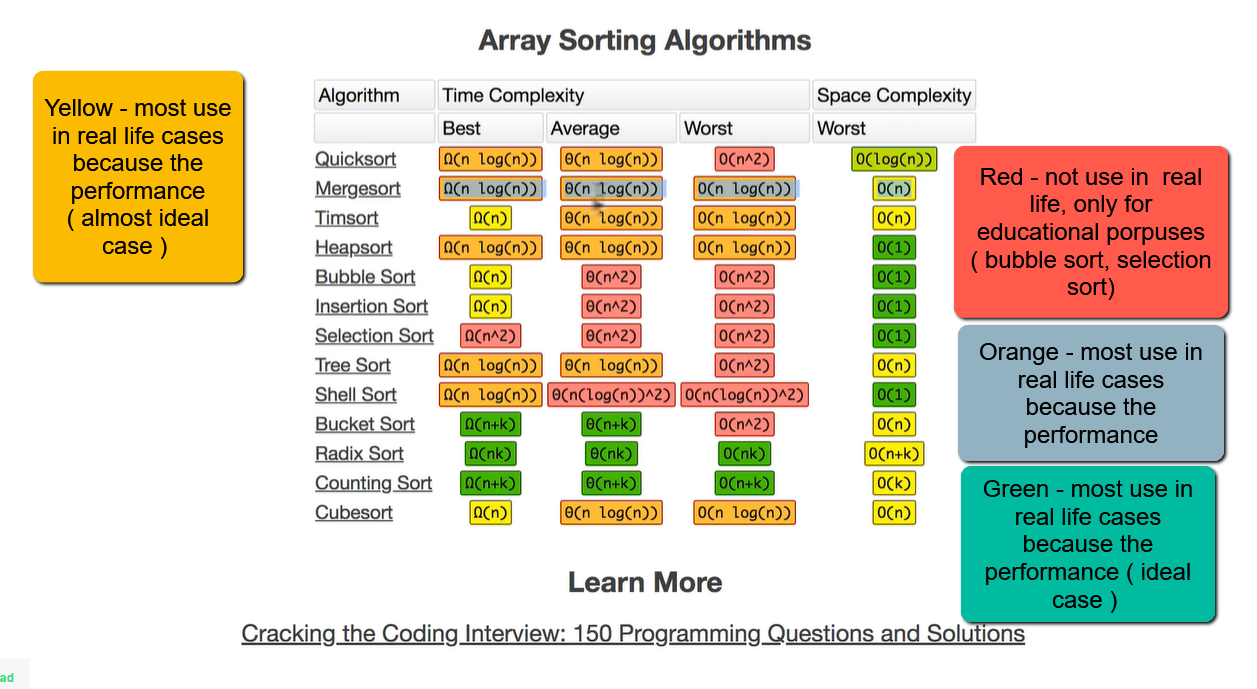 Array Sorting Algorithms
Yellow - most use
in real life cases
because the
performance
( almost ideal
case )
Algorithm Time Complexity Space Complexity
Best Average Worst Worst
Quicksort Ω(n log(n)) θ(n log(n)) O(n^2) O(log(n))
Mergesort Ω(n log(n)) θ(n log(n)) O(n log(n)) O(n)
Timsort Ω(n) θ(n log(n)) O(n log(n)) O(n)
Heapsort Ω(n log(n)) θ(n log(n)) O(n log(n)) O(1)
Bubble Sort Ω(n) θ(n^2) O(n^2) O(1)
Insertion Sort Ω(n) θ(n^2) O(n^2) O(1)
Selection Sort Ω(n^2) θ(n^2) O(n^2) O(1)
Tree Sort Ω(n log(n)) θ(n log(n)) O(n^2) O(n)
Shell Sort Ω(n log(n)) θ(n(log(n))^2) O(n(log(n))^2) O(1)
Bucket Sort Ω(n+k) θ(n+k) O(n^2) O(n)
Radix Sort Ω(nk) θ(nk) O(nk) O(n+k)
Counting Sort Ω(n+k) θ(n+k) O(n+k) O(k)
Cubesort Ω(n) θ(n log(n)) O(n log(n)) O(n)
Red - not use in real
life, only for
educational porpuses
( bubble sort, selection
sort)
Orange - most use in
real life cases
because the
performance
Green - most use in
real life cases
because the
performance ( ideal
case )
Learn More
Cracking the Coding Interview: 150 Programming Questions and Solutions
ad